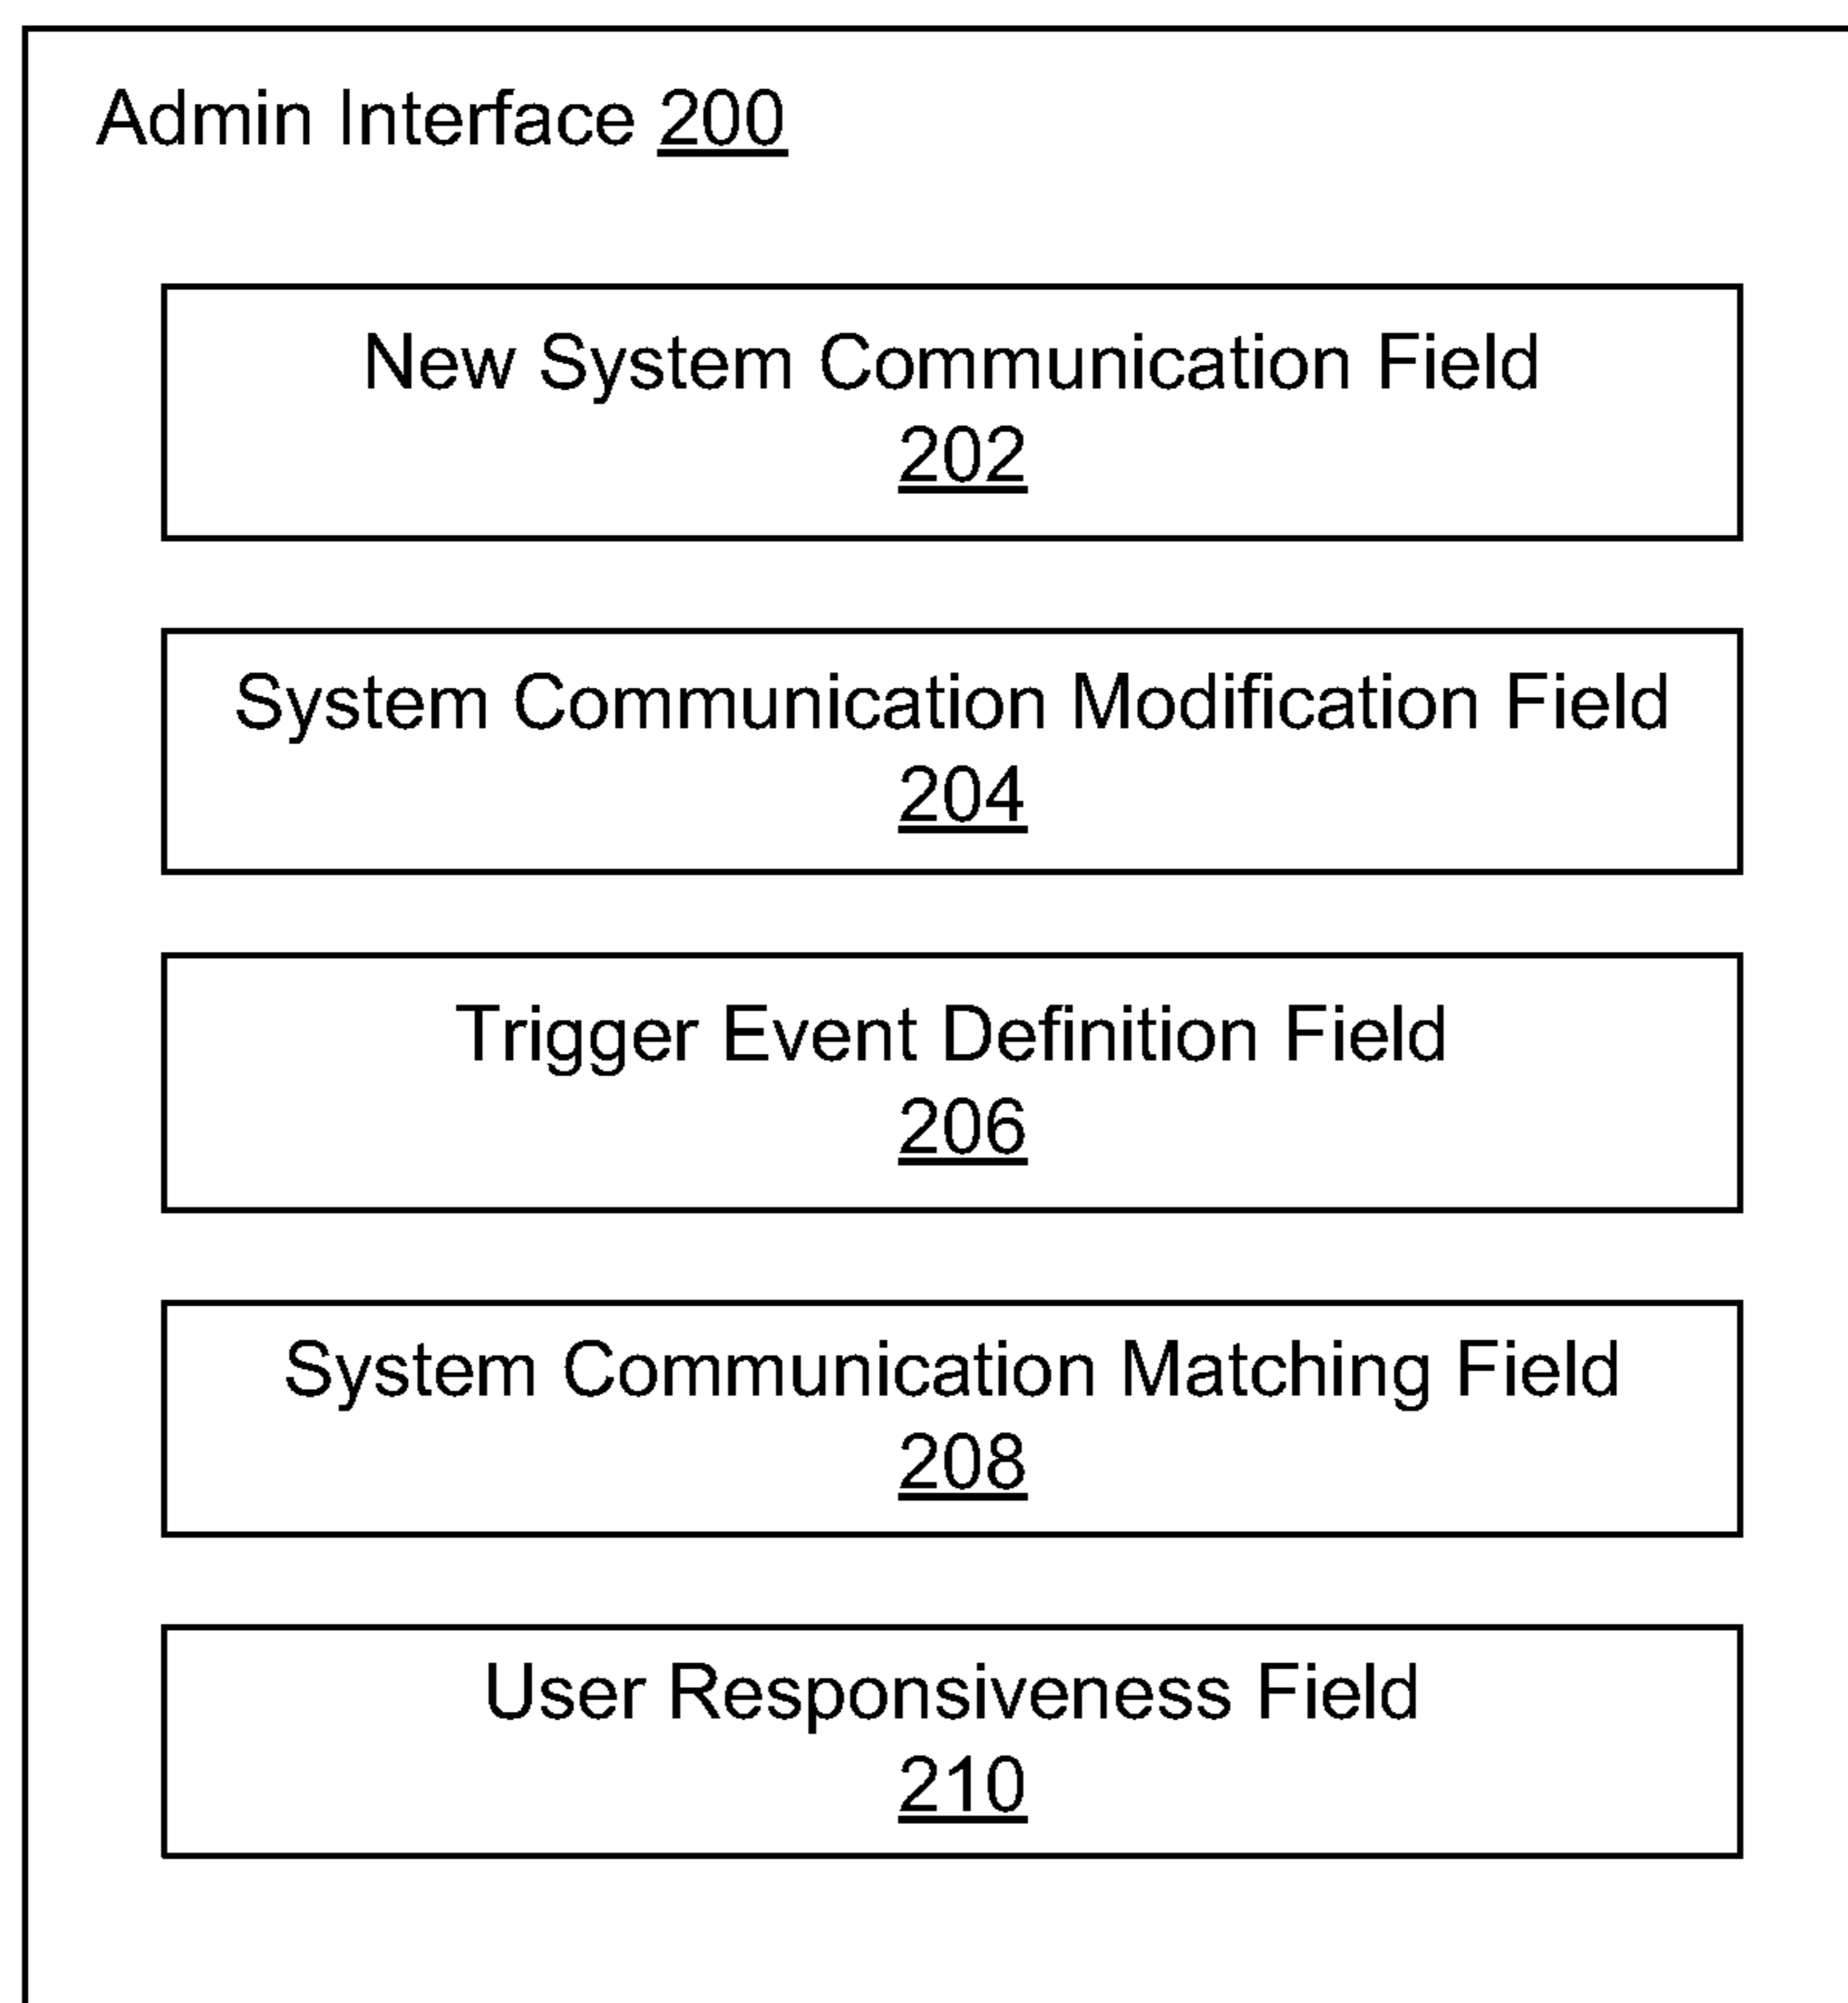 Admin Interface 200
New System Communication Field
202
System Communication Modification Field
204
Trigger Event Definition Field
206
System Communication Matching Field
208
User Responsiveness Field
210